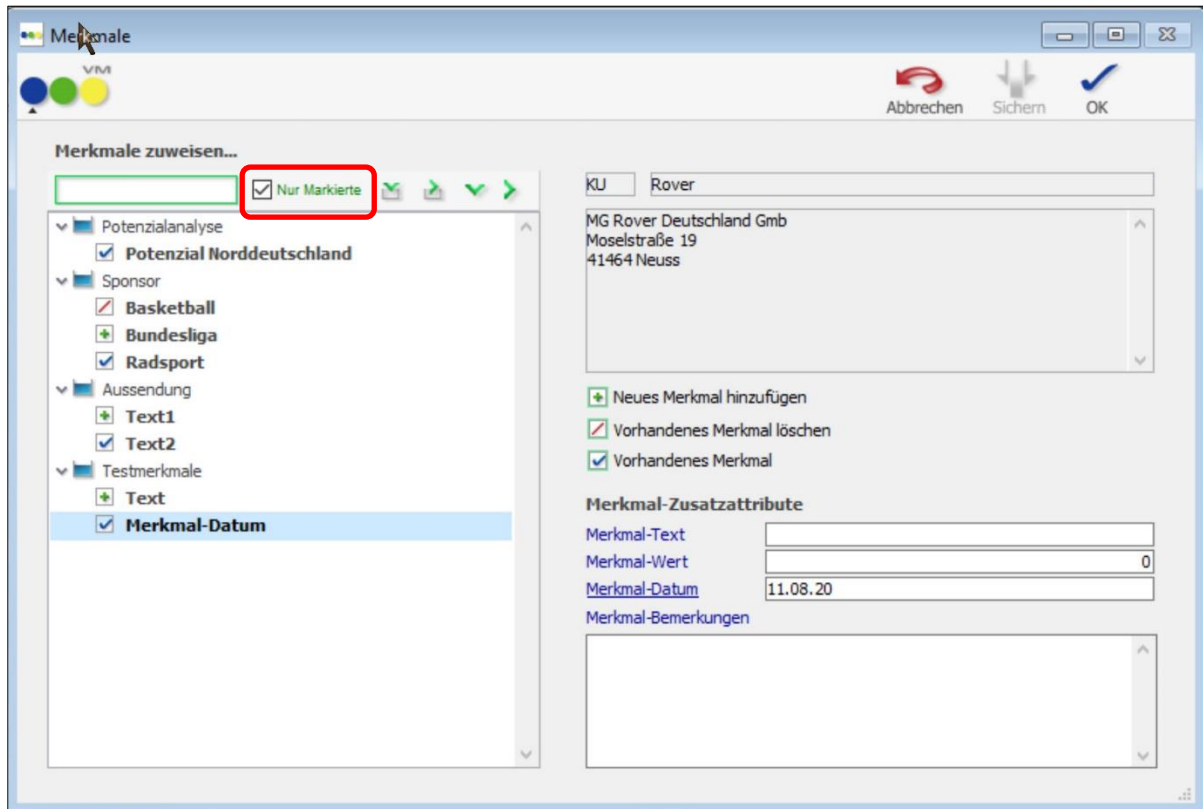 Merkmale
VM
Abbrechen
Sichern
OK
Merkmale zuweisen...
Nur Markierte
Potenzialanalyse
Potenzial Norddeutschland
Sponsor
Basketball
Bundesliga
Radsport
Aussendung
Text1
Text2
Testmerkmale
Text
Merkmal-Datum
KU Rover
MG Rover Deutschland Gmb
Moselstraße 19
41464 Neuss
Neues Merkmal hinzufügen
Vorhandenes Merkmal löschen
Vorhandenes Merkmal
Merkmal-Zusatzattribute
Merkmal-Text
Merkmal-Wert 0
Merkmal-Datum 11.08.20
Merkmal-Bemerkungen